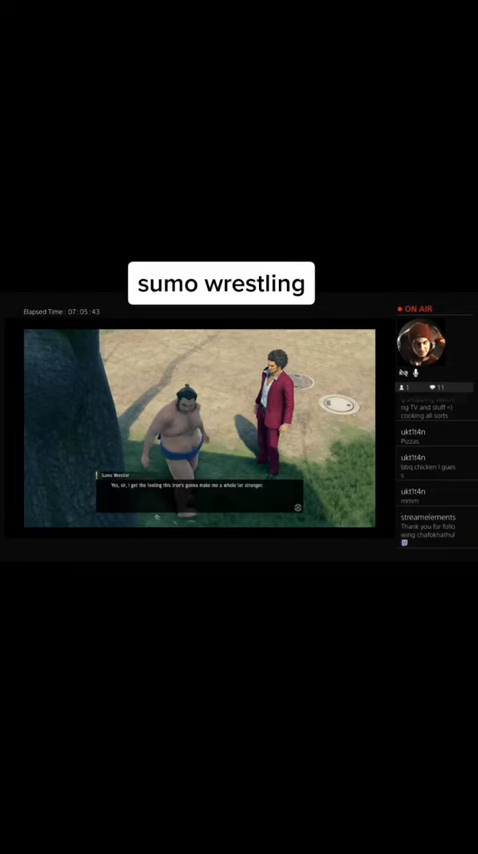 sumo wrestling
Elapsed Time : 07 : 05 : 43
ON AIR
1
11
ng TV and stuff =)
cooking all sorts
ukt1t4n
Pizzas
ukt1t4n
bbq chicken I gues
s
ukt1t4n
mmm
streamelements
Thank you for follo
wing chafokhathul
Sumo Wrestler
Yes, sir, I get the feeling this iron's gonna make me a whole lot stronger.